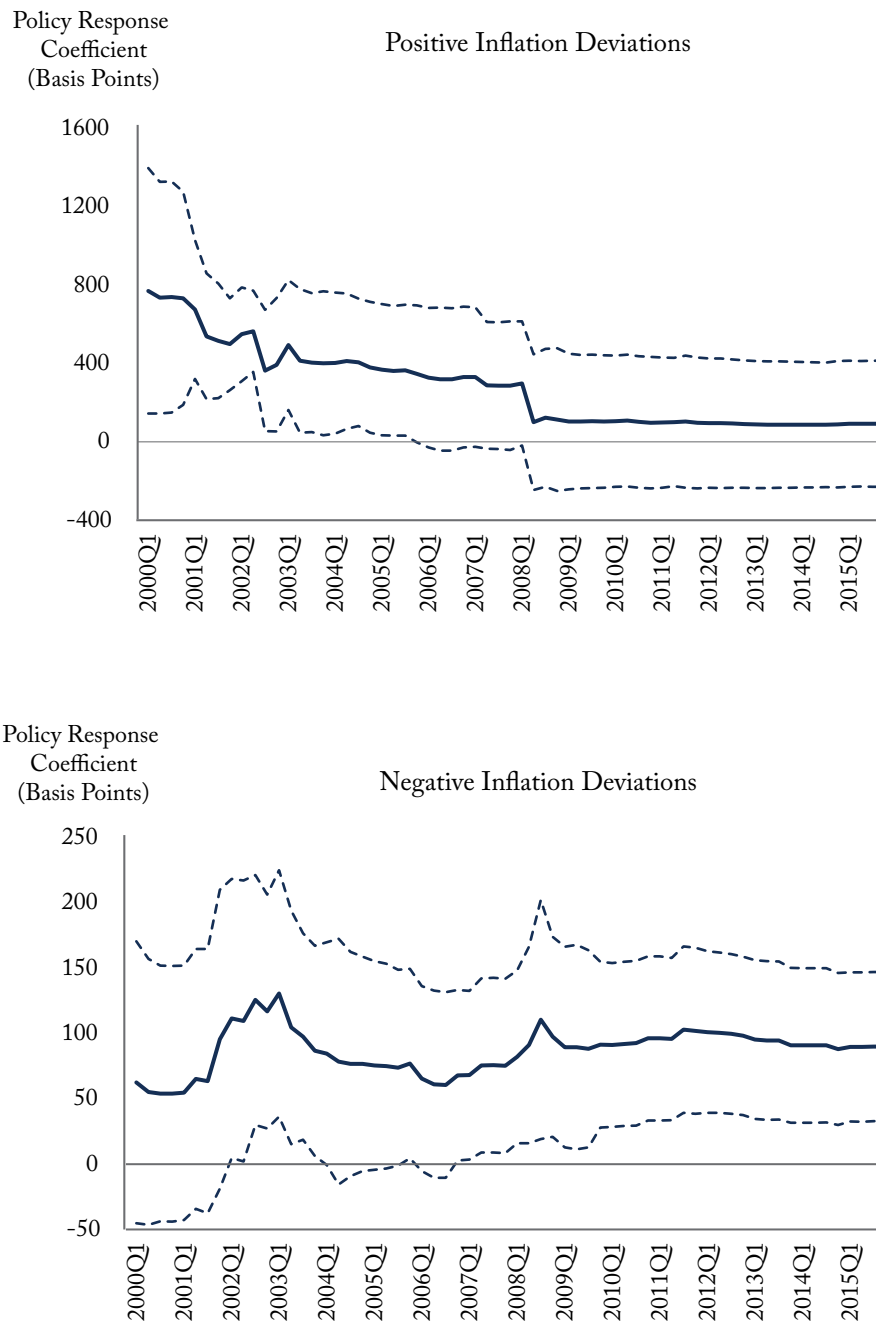 Policy Response
Coefficient
(Basis Points)
Positive Inflation Deviations
1600
1200
800
400
0
-400
2000Q1
2001Q1
2002Q1
2003Q1
2004Q1
2005Q1
2006Q1
2007Q1
2008Q1
2009Q1
2010Q1
2011Q1
2012Q1
2013Q1
2014Q1
2015Q1
Policy Response
Coefficient
(Basis Points)
Negative Inflation Deviations
250
200
150
100
50
0
-50
2000Q1
2001Q1
2002Q1
2003Q1
2004Q1
2005Q1
2006Q1
2007Q1
2008Q1
2009Q1
2010Q1
2011Q1
2012Q1
2013Q1
2014Q1
2015Q1